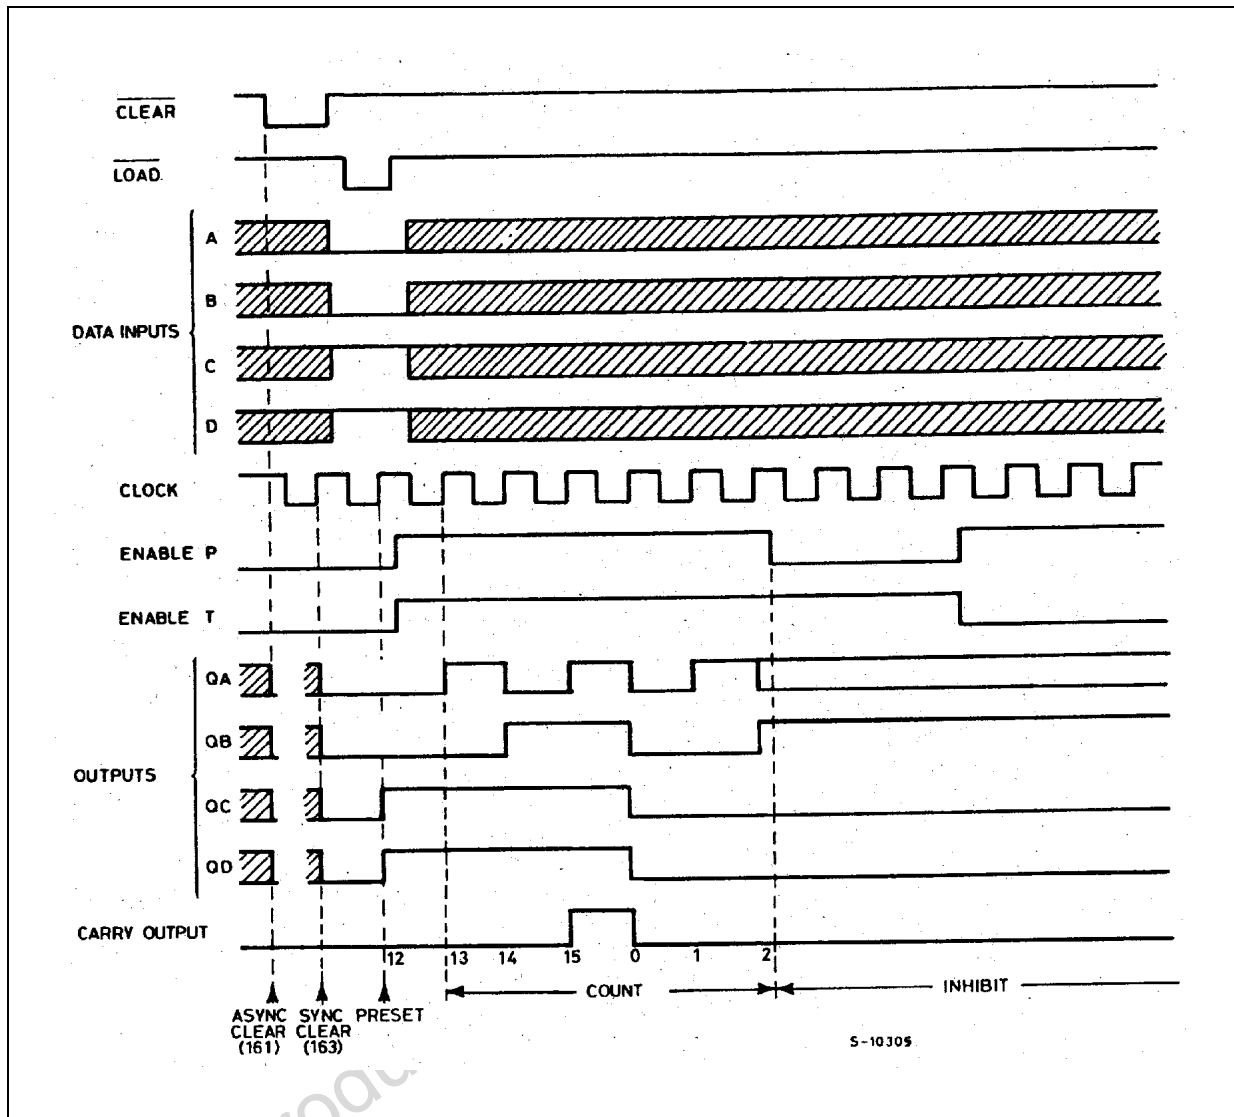 CLEAR
LOAD.
DATA INPUTS
A
B
C
D
CLOCK
ENABLE P
ENABLE T
OUTPUTS
QA
QB
QC
QD
CARRY OUTPUT
12 13 14 15 0 1 2
COUNT INHIBIT
ASYNC CLEAR (161)
SYNC CLEAR (163)
PRESET
S-10305